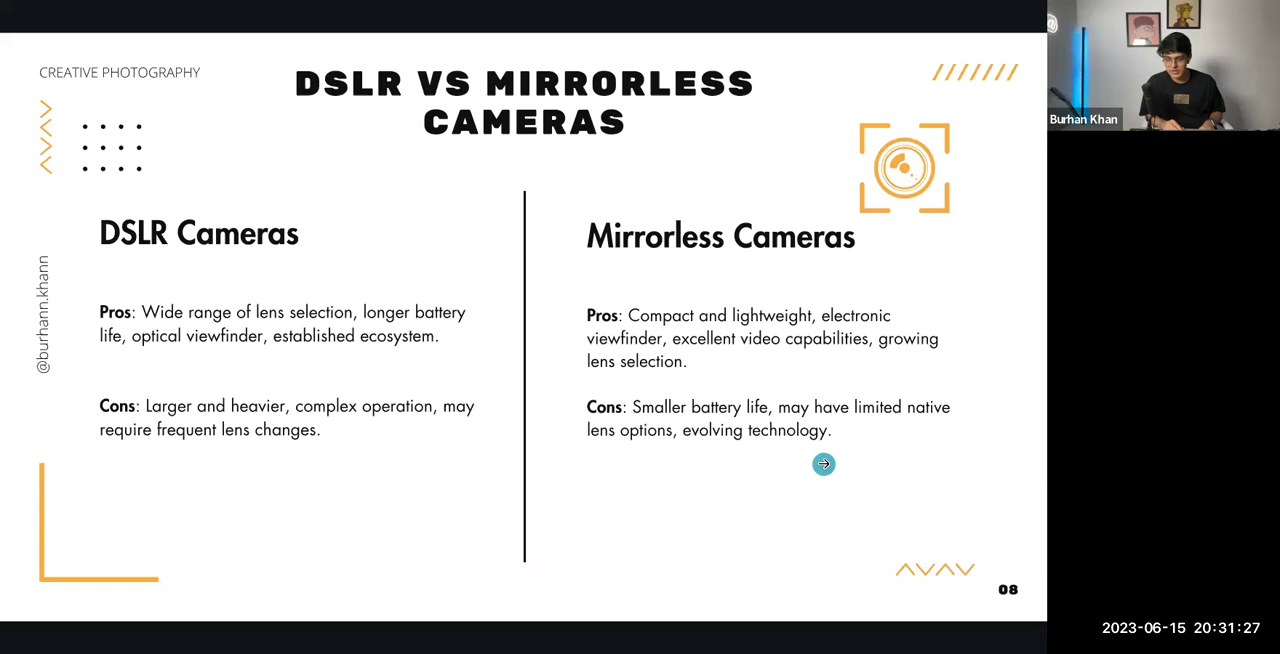 CREATIVE PHOTOGRAPHY
DSLR VS MIRRORLESS
CAMERAS
@burhann.khann
DSLR Cameras
Pros: Wide range of lens selection, longer battery
life, optical viewfinder, established ecosystem.
Cons: Larger and heavier, complex operation, may
require frequent lens changes.
Mirrorless Cameras
Pros: Compact and lightweight, electronic
viewfinder, excellent video capabilities, growing
lens selection.
Cons: Smaller battery life, may have limited native
lens options, evolving technology.
08
Burhan Khan
2023-06-15 20:31:27